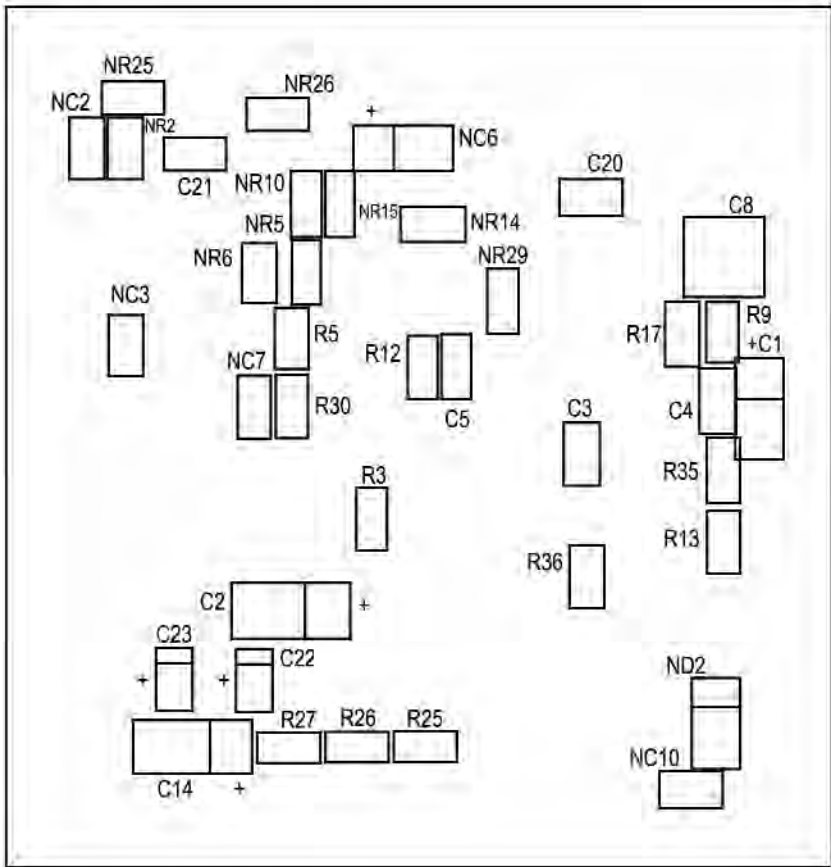 NR25
NR26
NC2
NR2
+
NC6
C21
NR10
C20
NR15
C8
NR5
NR14
NR6
NR29
NC3
R5
R17
R9
R12
+C1
NC7
R30
C5
C3
C4
R3
R35
R13
R36
C2
+
C23
C22
+
+
ND2
R27
R26
R25
NC10
C14
+